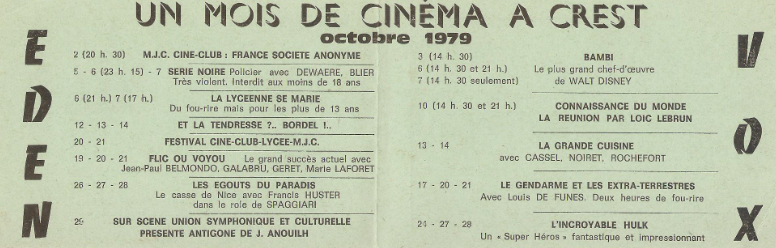 UN MOIS DE CINÉMA A CREST
octobre 1979
EDEN
2 (20 h. 30) M.J.C. CINE-CLUB : FRANCE SOCIETE ANONYME
5 - 6 (23 h. 15) - 7 SERIE NOIRE Policier avec DEWAERE, BLIER
Très violent. Interdit aux moins de 18 ans
6 (21 h.) 7 (17 h.) LA LYCEENNE SE MARIE
Du fou-rire mais pour les plus de 13 ans
12 - 13 - 14 ET LA TENDRESSE ?.. BORDEL !..
20 - 21 FESTIVAL CINE-CLUB-LYCEE-M.J.C.
19 - 20 - 21 FLIC OU VOYOU Le grand succès actuel avec
Jean-Paul BELMONDO, GALABRU, GERET, Marie LAFORET
26 - 27 - 28 LES EGOUTS DU PARADIS
Le casse de Nice avec Francis HUSTER
dans le role de SPAGGIARI
29 SUR SCENE UNION SYMPHONIQUE ET CULTURELLE
PRESENTE ANTIGONE DE J. ANOUILH
3 (14 h. 30) BAMBI
6 (14 h. 30 et 21 h.) Le plus grand chef-d'œuvre
7 (14 h. 30 seulement) de WALT DISNEY
10 (14 h. 30 et 21 h.) CONNAISSANCE DU MONDE
LA REUNION PAR LOIC LEBRUN
13 - 14 LA GRANDE CUISINE
avec CASSEL, NOIRET, ROCHEFORT
17 - 20 - 21 LE GENDARME ET LES EXTRA-TERRESTRES
Avec Louis DE FUNES. Deux heures de fou-rire
24 - 27 - 28 L'INCROYABLE HULK
Un « Super Héros » fantastique et impressionnant
VOX